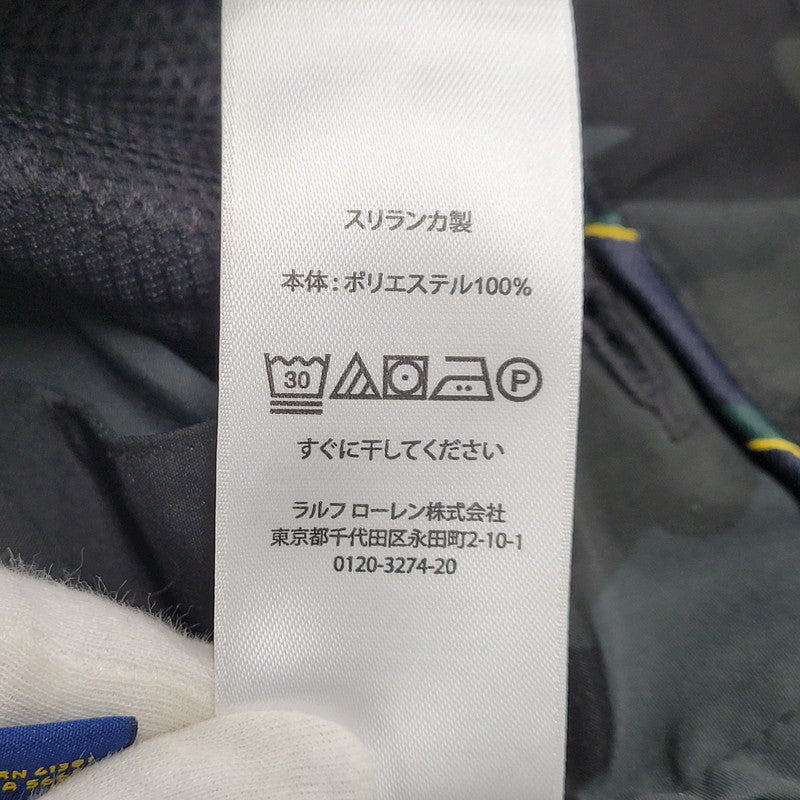 スリランカ製
本体：ポリエステル100%
30 P
すぐに干してください
ラルフ ローレン株式会社
東京都千代田区永田町2-10-1
0120-3274-20
RN 41381